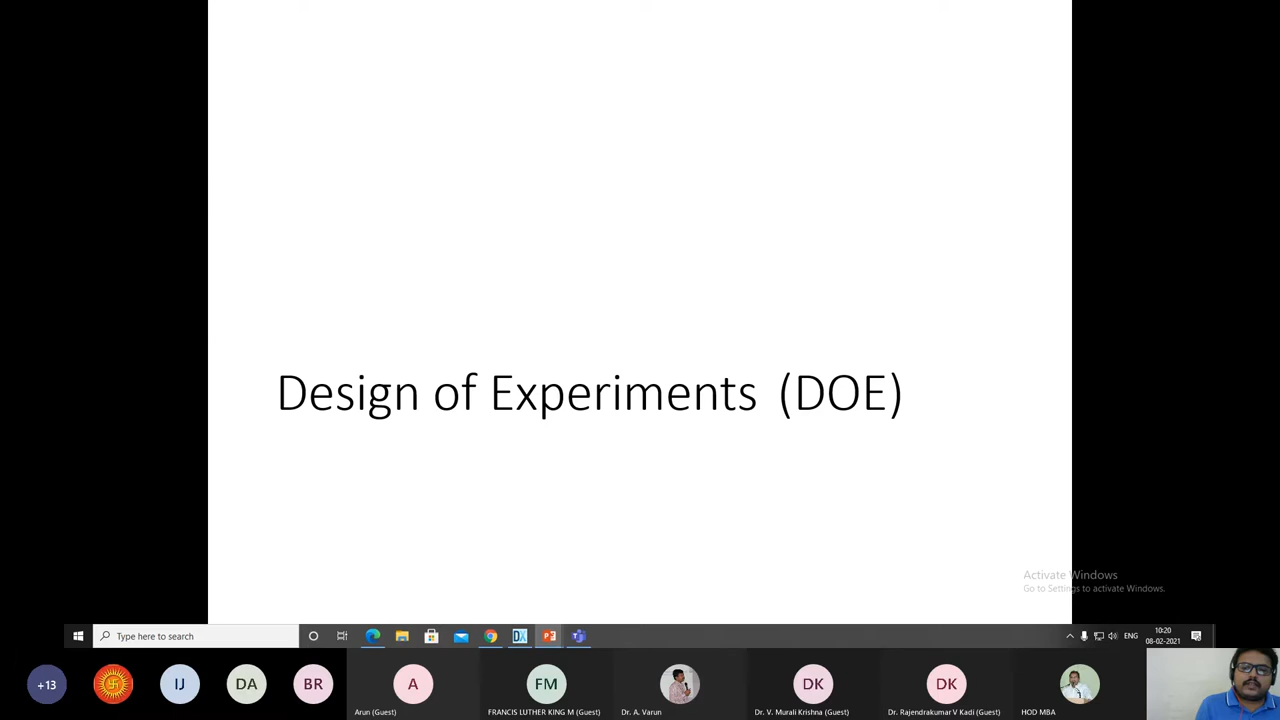 Design of Experiments (DOE)
Activate Windows
Go to Settings to activate Windows.
Type here to search
DX
ENG
10:20
08-02-2021
+13
IJ
DA
BR
A
FM
DK
DK
Arun (Guest)
FRANCIS LUTHER KING M (Guest)
Dr. A. Varun
Dr. V. Murali Krishna (Guest)
Dr. Rajendrakumar V Kadi (Guest)
HOD MBA